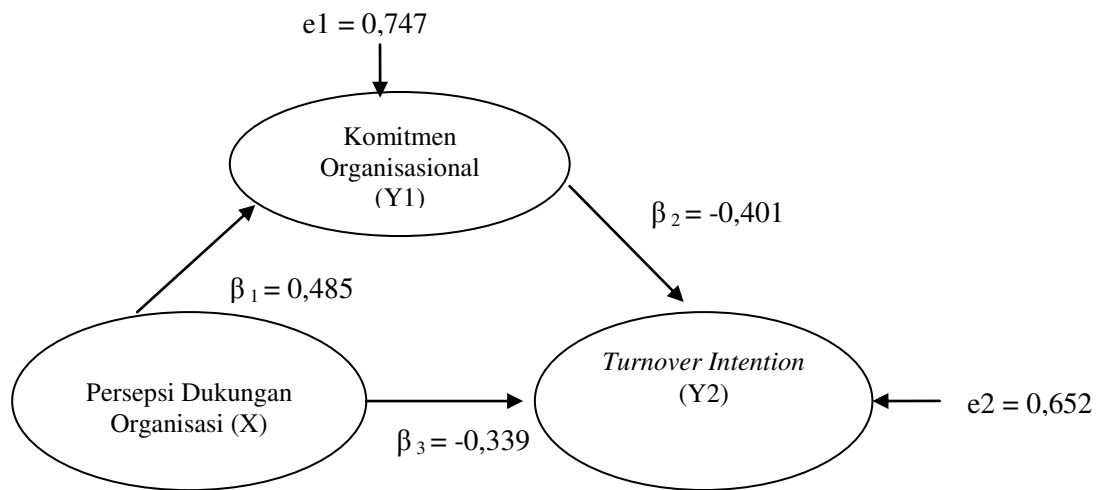 e1 = 0,747
Komitmen
Organisasional
(Y1)
β 2 = -0,401
β 1 = 0,485
Turnover Intention
(Y2)
Persepsi Dukungan
Organisasi (X)
e2 = 0,652
β 3 = -0,339